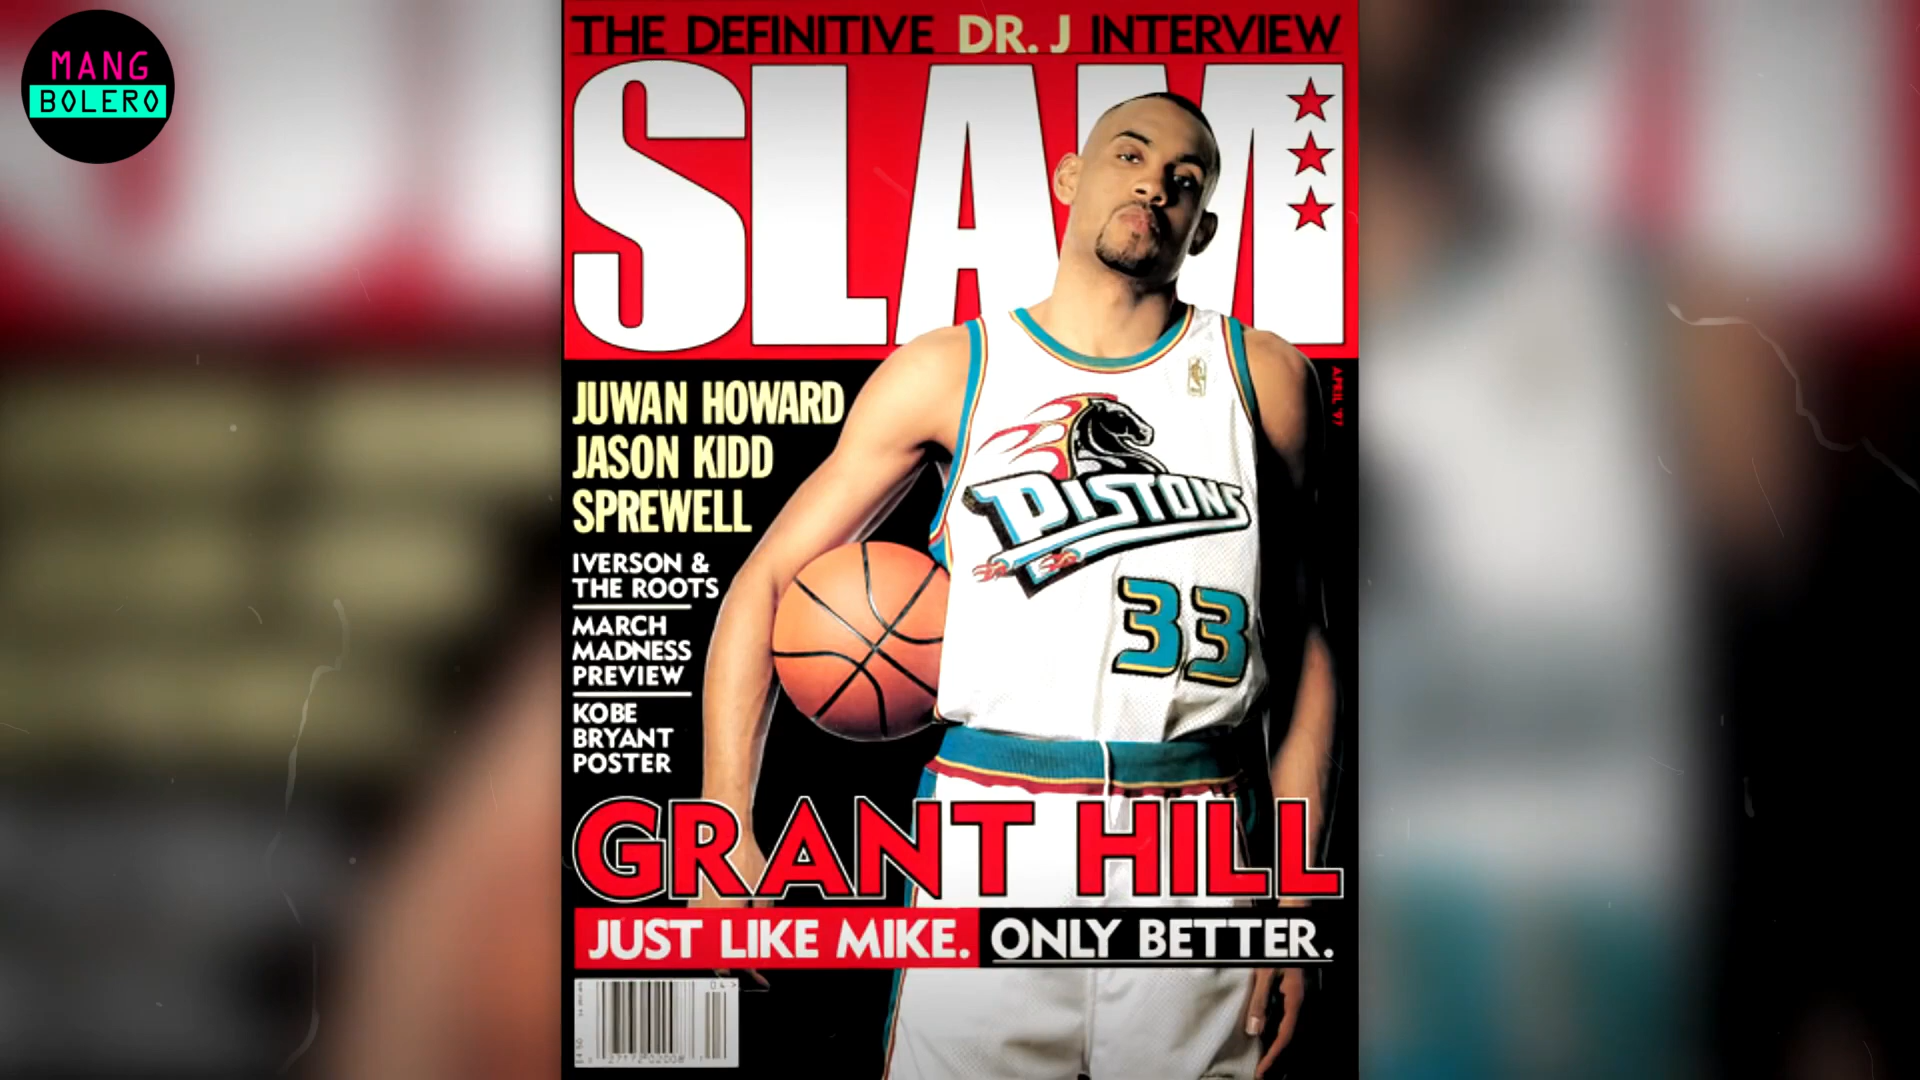 MANG
BOLERO
THE DEFINITIVE DR. J INTERVIEW
SLAM
APRIL '97
JUWAN HOWARD
JASON KIDD
SPREWELL
IVERSON &
THE ROOTS
MARCH
MADNESS
PREVIEW
KOBE
BRYANT
POSTER
PISTONS
33
GRANT HILL
JUST LIKE MIKE. ONLY BETTER.